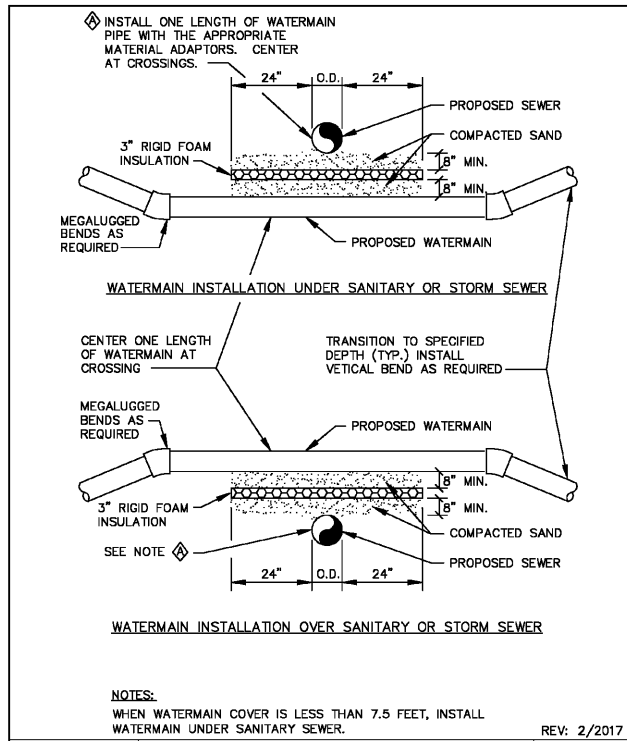 A INSTALL ONE LENGTH OF WATERMAIN
PIPE WITH THE APPROPRIATE
MATERIAL ADAPTORS. CENTER
AT CROSSINGS.
24" O.D. 24"
PROPOSED SEWER
COMPACTED SAND
3" RIGID FOAM
INSULATION
8" MIN.
8" MIN.
MEGALUGGED
BENDS AS
REQUIRED
PROPOSED WATERMAIN
WATERMAIN INSTALLATION UNDER SANITARY OR STORM SEWER
CENTER ONE LENGTH
OF WATERMAIN AT
CROSSING
TRANSITION TO SPECIFIED
DEPTH (TYP.) INSTALL
VETICAL BEND AS REQUIRED
MEGALUGGED
BENDS AS
REQUIRED
PROPOSED WATERMAIN
8" MIN.
8" MIN.
3" RIGID FOAM
INSULATION
COMPACTED SAND
SEE NOTE A
PROPOSED SEWER
24" O.D. 24"
WATERMAIN INSTALLATION OVER SANITARY OR STORM SEWER
NOTES:
WHEN WATERMAIN COVER IS LESS THAN 7.5 FEET, INSTALL
WATERMAIN UNDER SANITARY SEWER.
REV: 2/2017